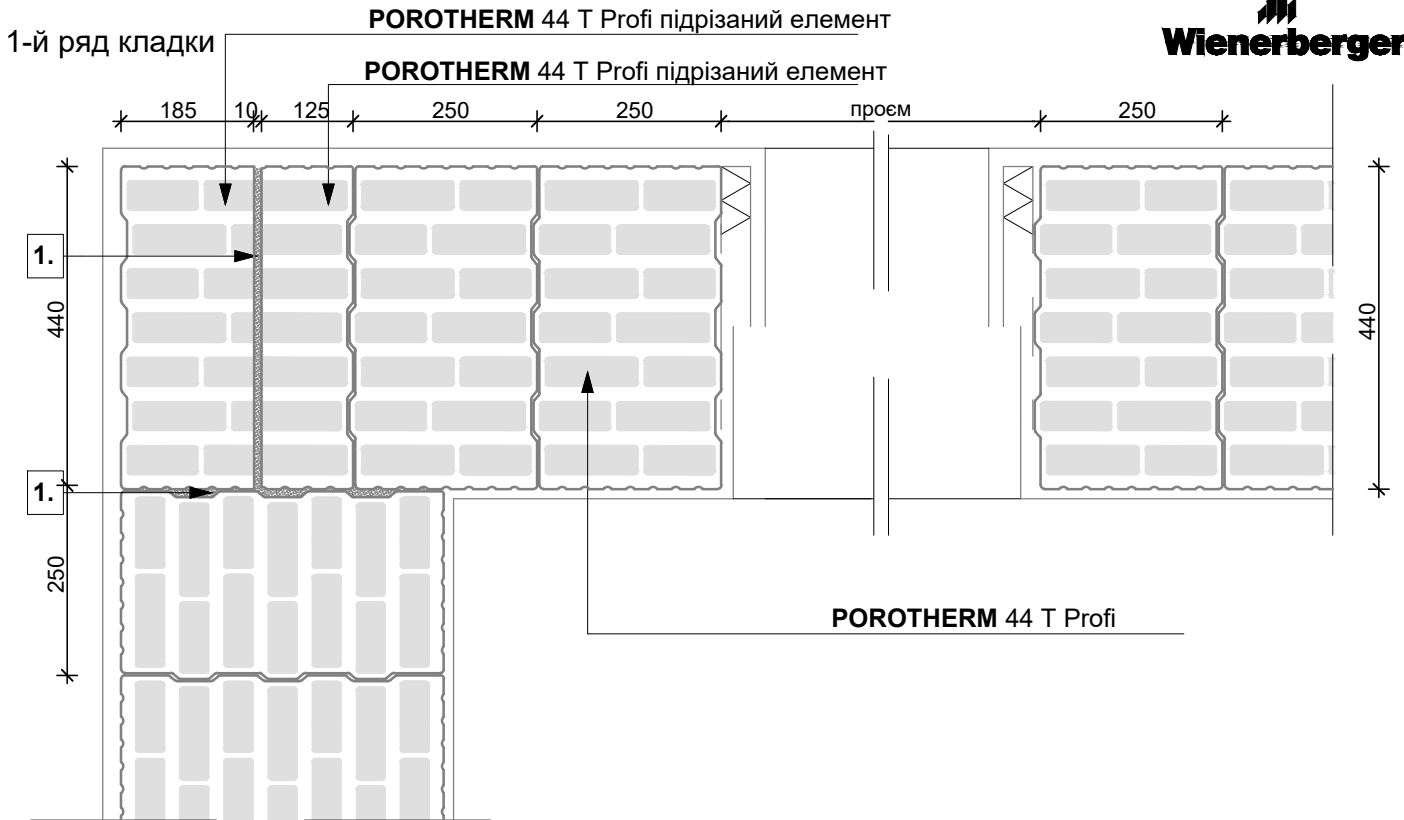 POROTHERM 44 T Profi підрізаний елемент
1-й ряд кладки
Wienerberger
POROTHERM 44 T Profi підрізаний елемент
185 10 125 250 250 проєм 250
1.
440
440
1.
250
POROTHERM 44 T Profi